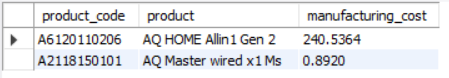 product_code product manufacturing_cost
A6120110206 AQ HOME Allin1 Gen 2 240.5364
A2118150101 AQ Master wired x1 Ms 0.8920